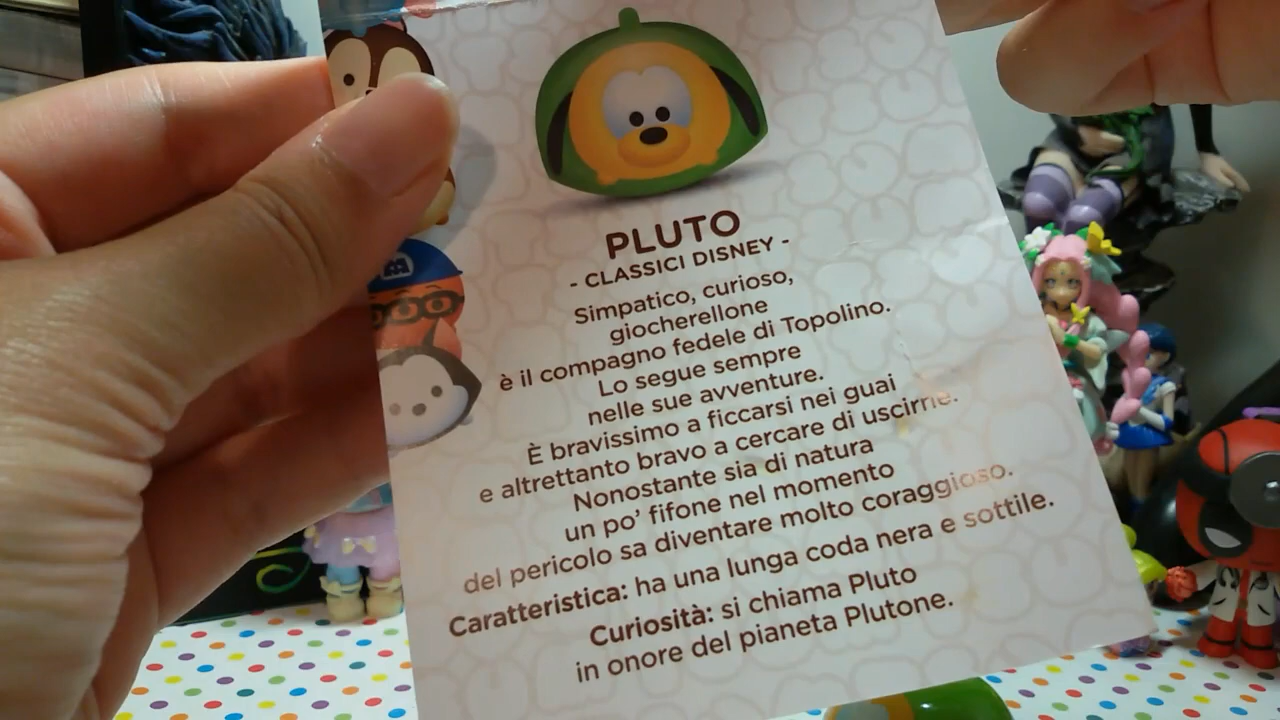 PLUTO
- CLASSICI DISNEY -
Simpatico, curioso,
giocherellone
è il compagno fedele di Topolino.
Lo segue sempre
nelle sue avventure.
È bravissimo a ficcarsi nei guai
e altrettanto bravo a cercare di uscirne.
Nonostante sia di natura
un po' fifone nel momento
del pericolo sa diventare molto coraggioso.
Caratteristica: ha una lunga coda nera e sottile.
Curiosità: si chiama Pluto
in onore del pianeta Plutone.